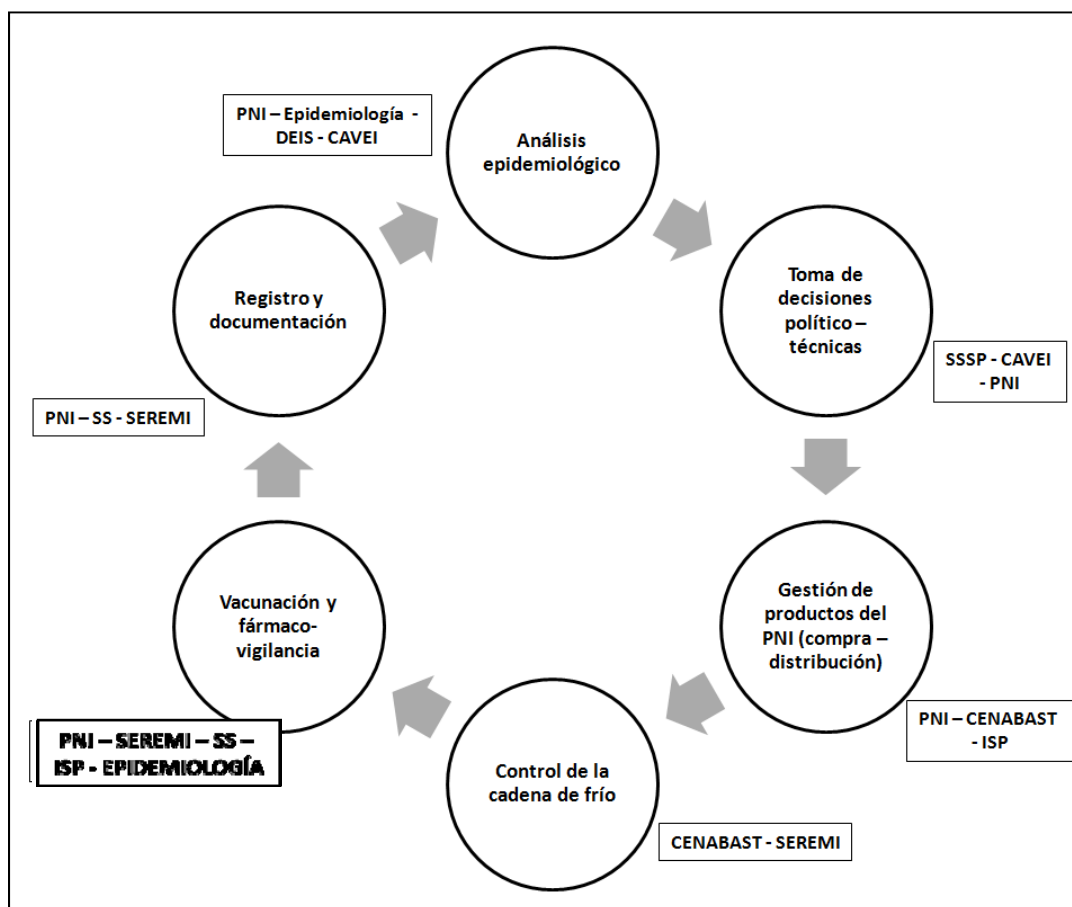 PNI – Epidemiología -
DEIS - CAVEI
Análisis
epidemiológico
Toma de
decisiones
político –
técnicas
SSSP - CAVEI
- PNI
Gestión de
productos del
PNI (compra –
distribución)
PNI – CENABAST
- ISP
Control de la
cadena de frío
CENABAST - SEREMI
Vacunación y
fármaco-
vigilancia
PNI – SEREMI – SS –
ISP - EPIDEMIOLOGÍA
Registro y
documentación
PNI – SS - SEREMI